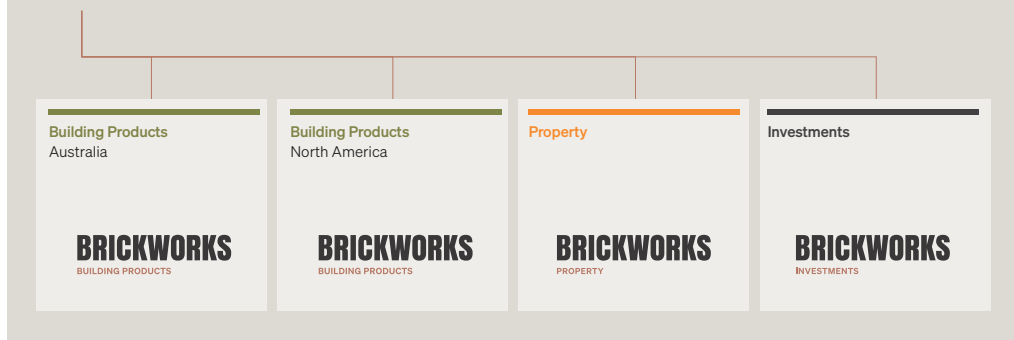 Building Products
Australia
BRICKWORKS
BUILDING PRODUCTS
Building Products
North America
BRICKWORKS
BUILDING PRODUCTS
Property
BRICKWORKS
PROPERTY
Investments
BRICKWORKS
INVESTMENTS